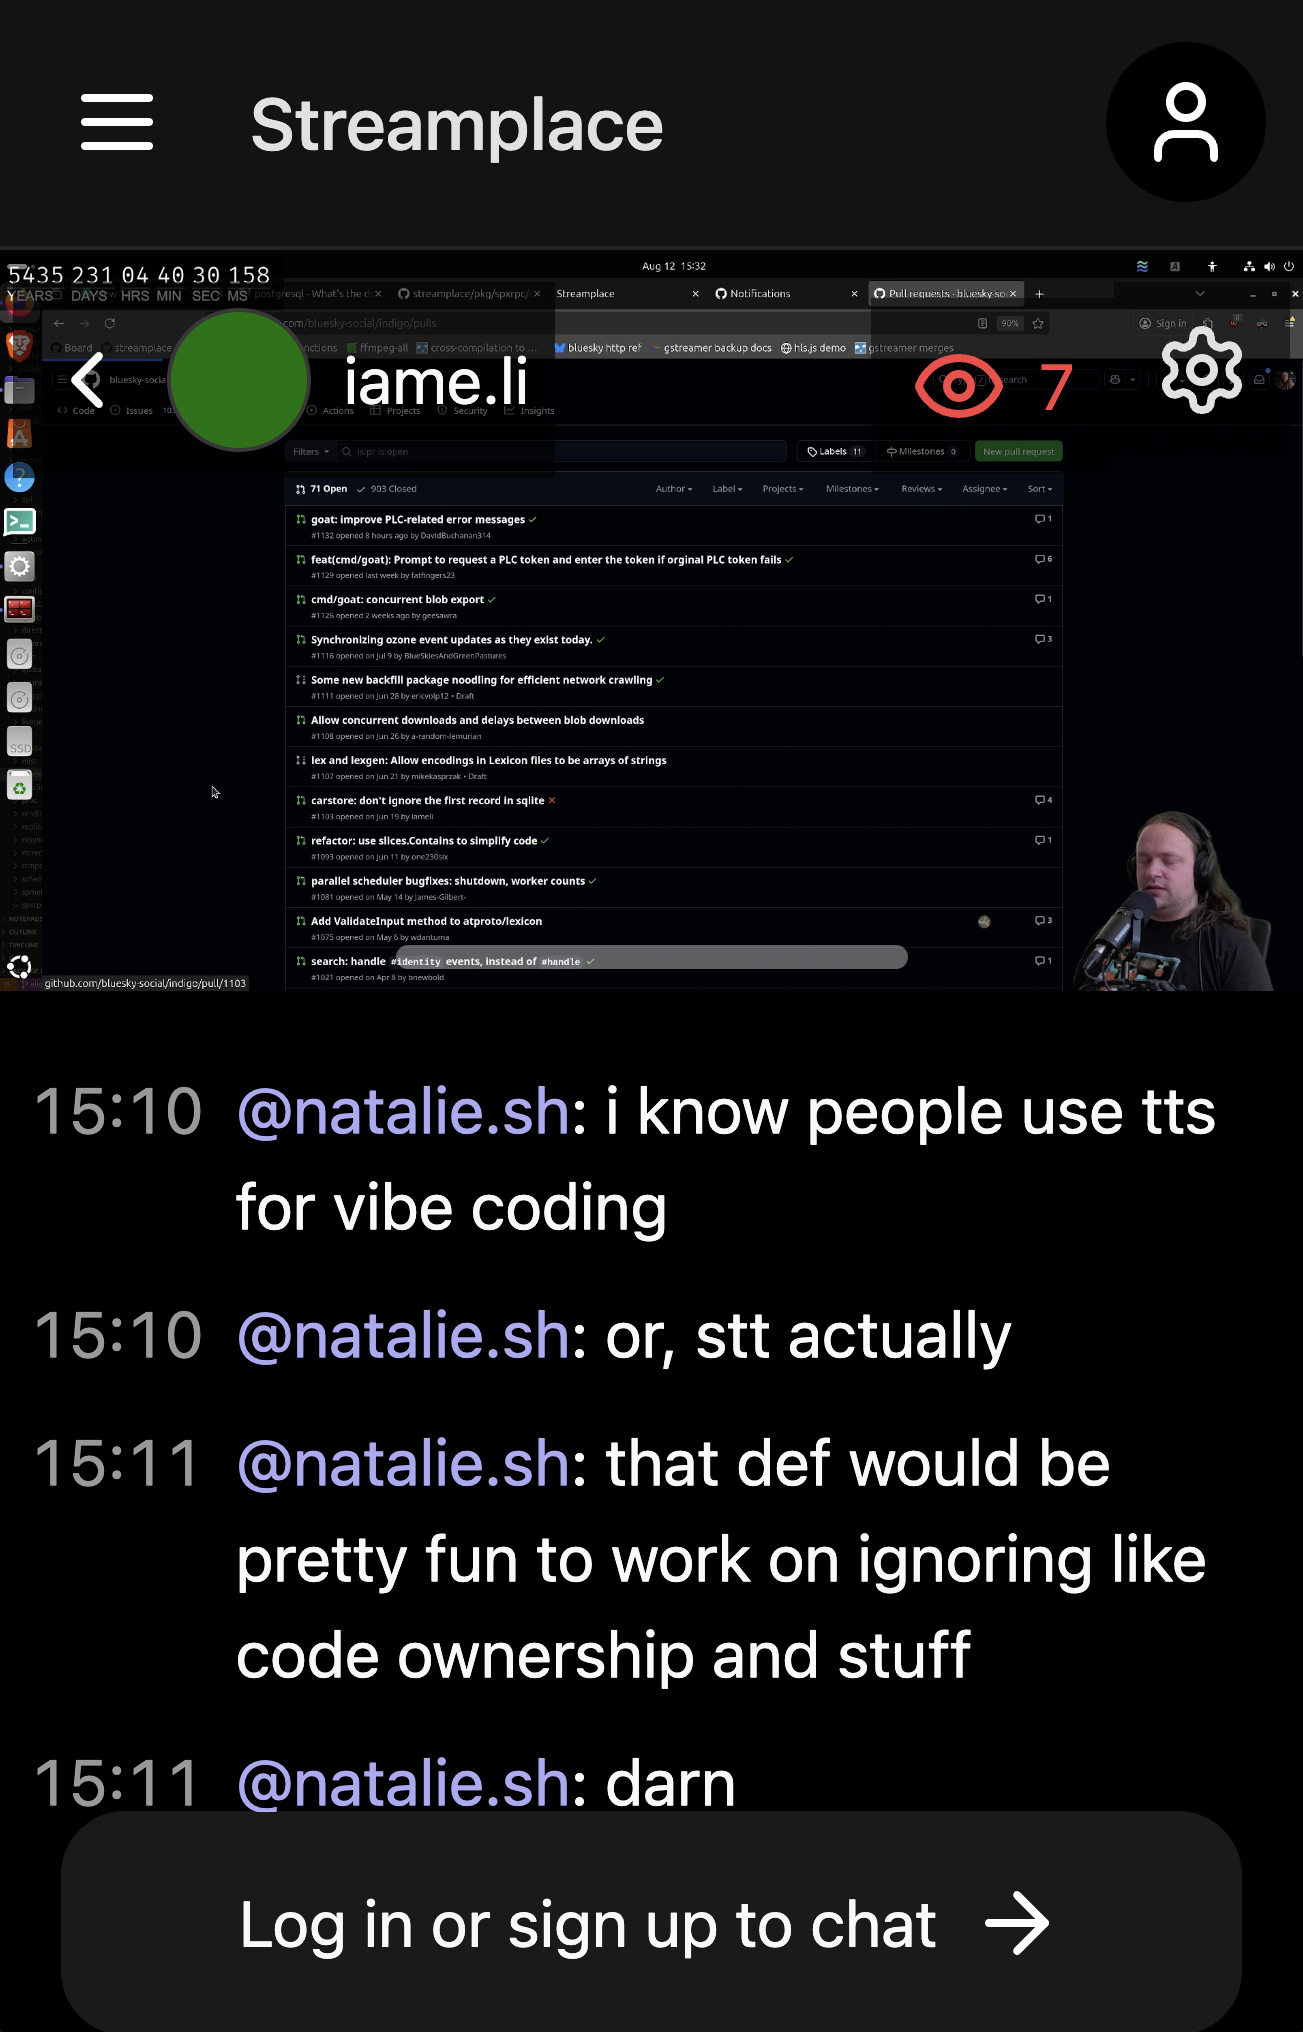 Streamplace
5435 231 04 40 30 158
YEARS DAYS HRS MIN SEC MS
Aug 12 15:32
postgresql - What's the d
streamplace/pkg/spxrpc/
Streamplace
Notifications
Pull requests · bluesky-so
com/bluesky-social/indigo/pulls
90%
Sign in
Board
streamplace
ffmpeg-all
cross-compilation to ...
bluesky http ref
gstreamer backup docs
hls.js demo
gstreamer merges
bluesky-socia
iame.li
7
search
Code
Issues
Actions
Projects
Security
Insights
Filters
is:pr is:open
Labels 11
Milestones 0
New pull request
71 Open
903 Closed
Author
Label
Projects
Milestones
Reviews
Assignee
Sort
goat: improve PLC-related error messages
1
#1132 opened 8 hours ago by DavidBuchanan314
feat(cmd/goat): Prompt to request a PLC token and enter the token if orginal PLC token fails
6
#1129 opened last week by fatfingers23
cmd/goat: concurrent blob export
1
#1126 opened 2 weeks ago by geesawra
Synchronizing ozone event updates as they exist today.
3
#1116 opened on Jul 9 by BlueSkiesAndGreenPastures
Some new backfill package noodling for efficient network crawling
#1111 opened on Jun 28 by ericvolp12 • Draft
Allow concurrent downloads and delays between blob downloads
#1108 opened on Jun 26 by a-random-lemurian
lex and lexgen: Allow encodings in Lexicon files to be arrays of strings
#1107 opened on Jun 21 by mikekasprzak • Draft
carstore: don't ignore the first record in sqlite
4
#1103 opened on Jun 19 by iameli
refactor: use slices.Contains to simplify code
1
#1093 opened on Jun 11 by one230six
parallel scheduler bugfixes: shutdown, worker counts
#1081 opened on May 14 by James-Gilbert-
Add ValidateInput method to atproto/lexicon
3
#1075 opened on May 6 by wdantuma
search: handle #identity events, instead of #handle
1
#1021 opened on Apr 8 by bnewbold
SSD
NOTEPADS
OUTLINE
TIMELINE
github.com/bluesky-social/indigo/pull/1103
15:10 @natalie.sh: i know people use tts
for vibe coding
15:10 @natalie.sh: or, stt actually
15:11 @natalie.sh: that def would be
pretty fun to work on ignoring like
code ownership and stuff
15:11 @natalie.sh: darn
Log in or sign up to chat